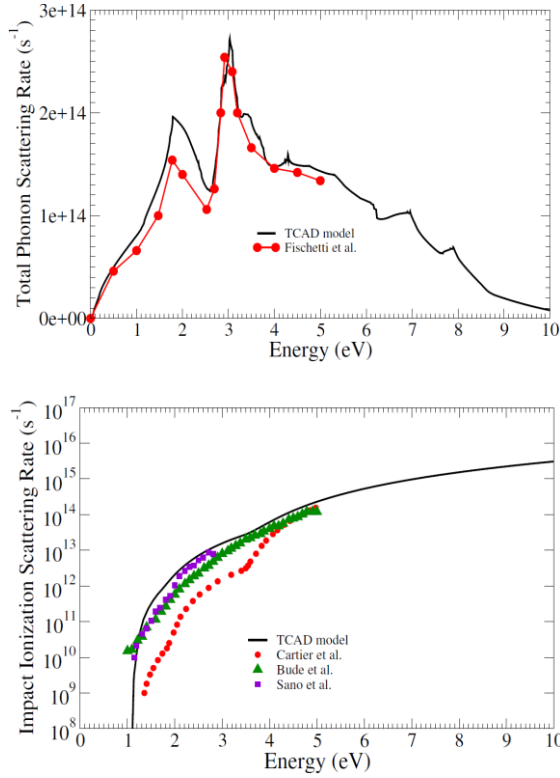 Total Phonon Scattering Rate (s⁻¹)
3e+14
2e+14
1e+14
0e+00
TCAD model
Fischetti et al.
0 1 2 3 4 5 6 7 8 9 10
Energy (eV)
Impact Ionization Scattering Rate (s⁻¹)
10¹⁷
10¹⁶
10¹⁵
10¹⁴
10¹³
10¹²
10¹¹
10¹⁰
10⁹
10⁸
TCAD model
Cartier et al.
Bude et al.
Sano et al.
0 1 2 3 4 5 6 7 8 9 10
Energy (eV)